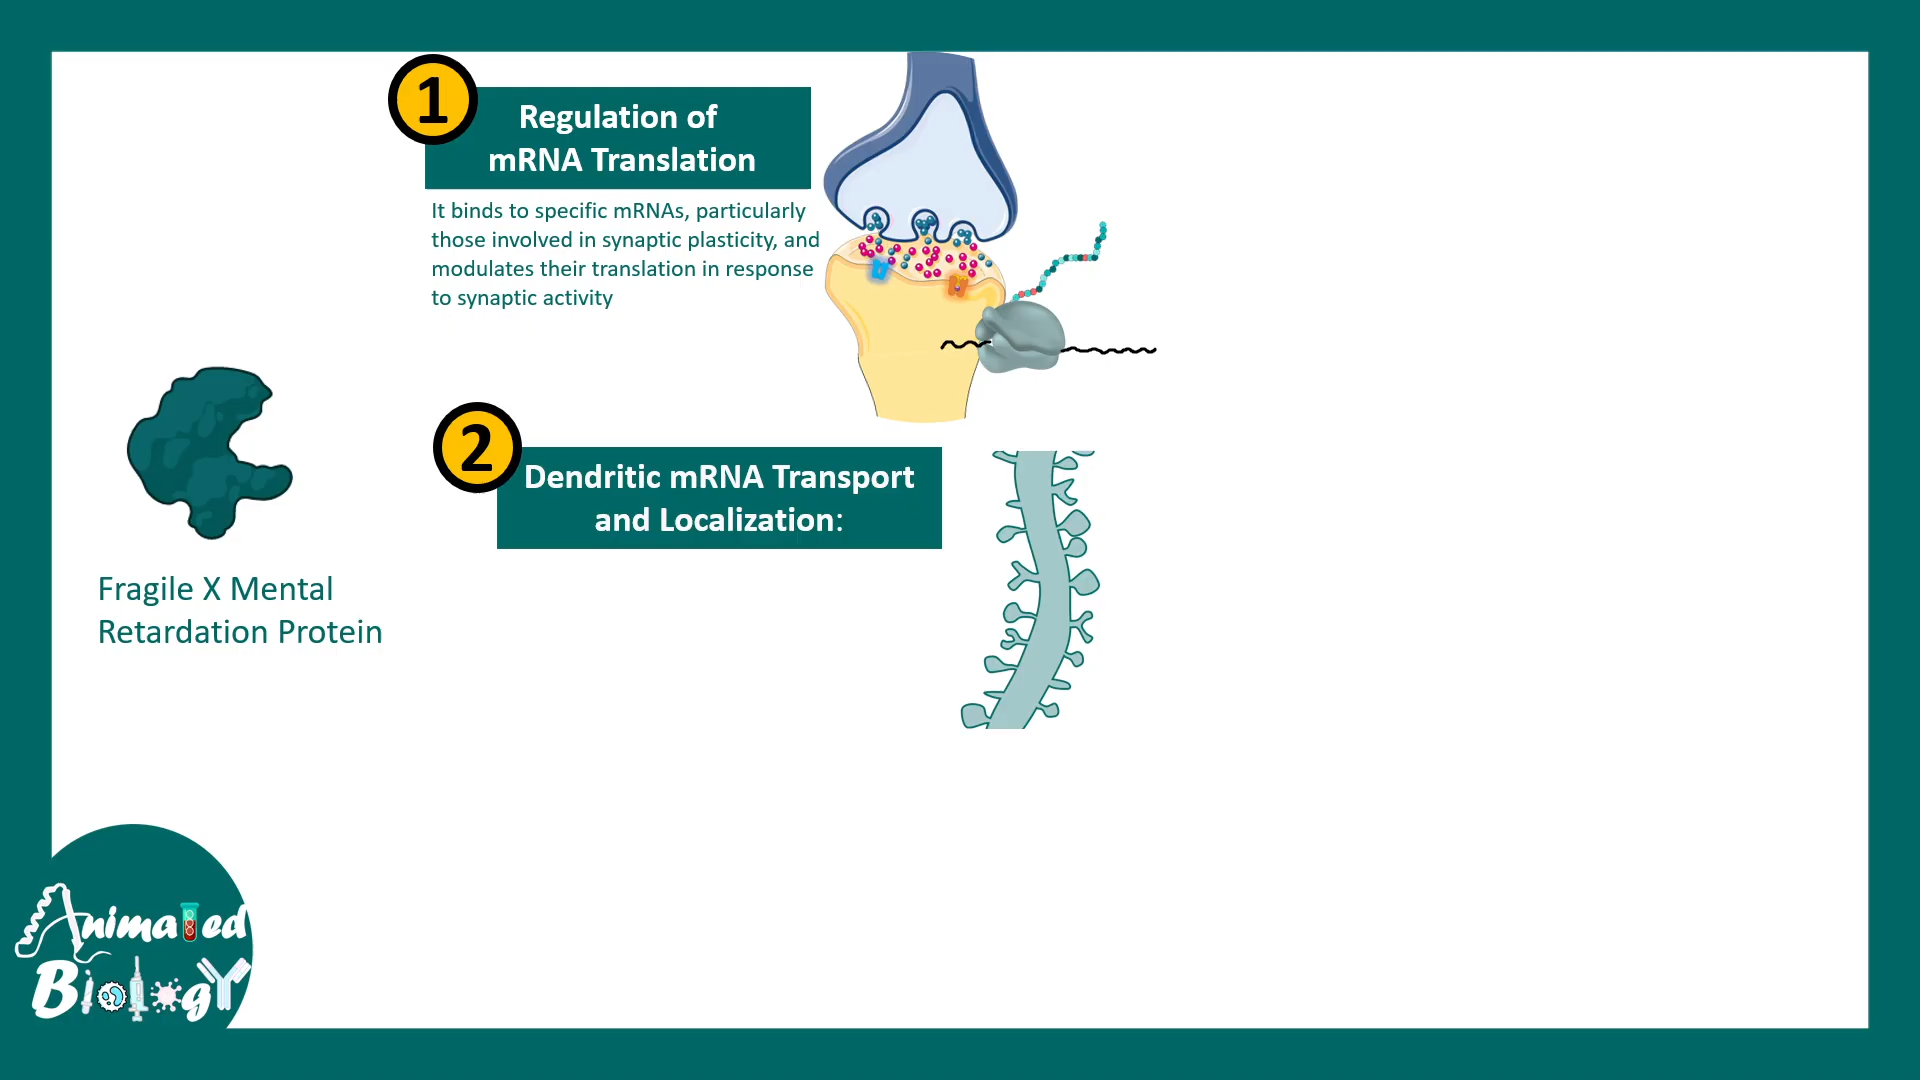 1
Regulation of
mRNA Translation
It binds to specific mRNAs, particularly
those involved in synaptic plasticity, and
modulates their translation in response
to synaptic activity
2
Dendritic mRNA Transport
and Localization:
Fragile X Mental
Retardation Protein
Animated
Biology